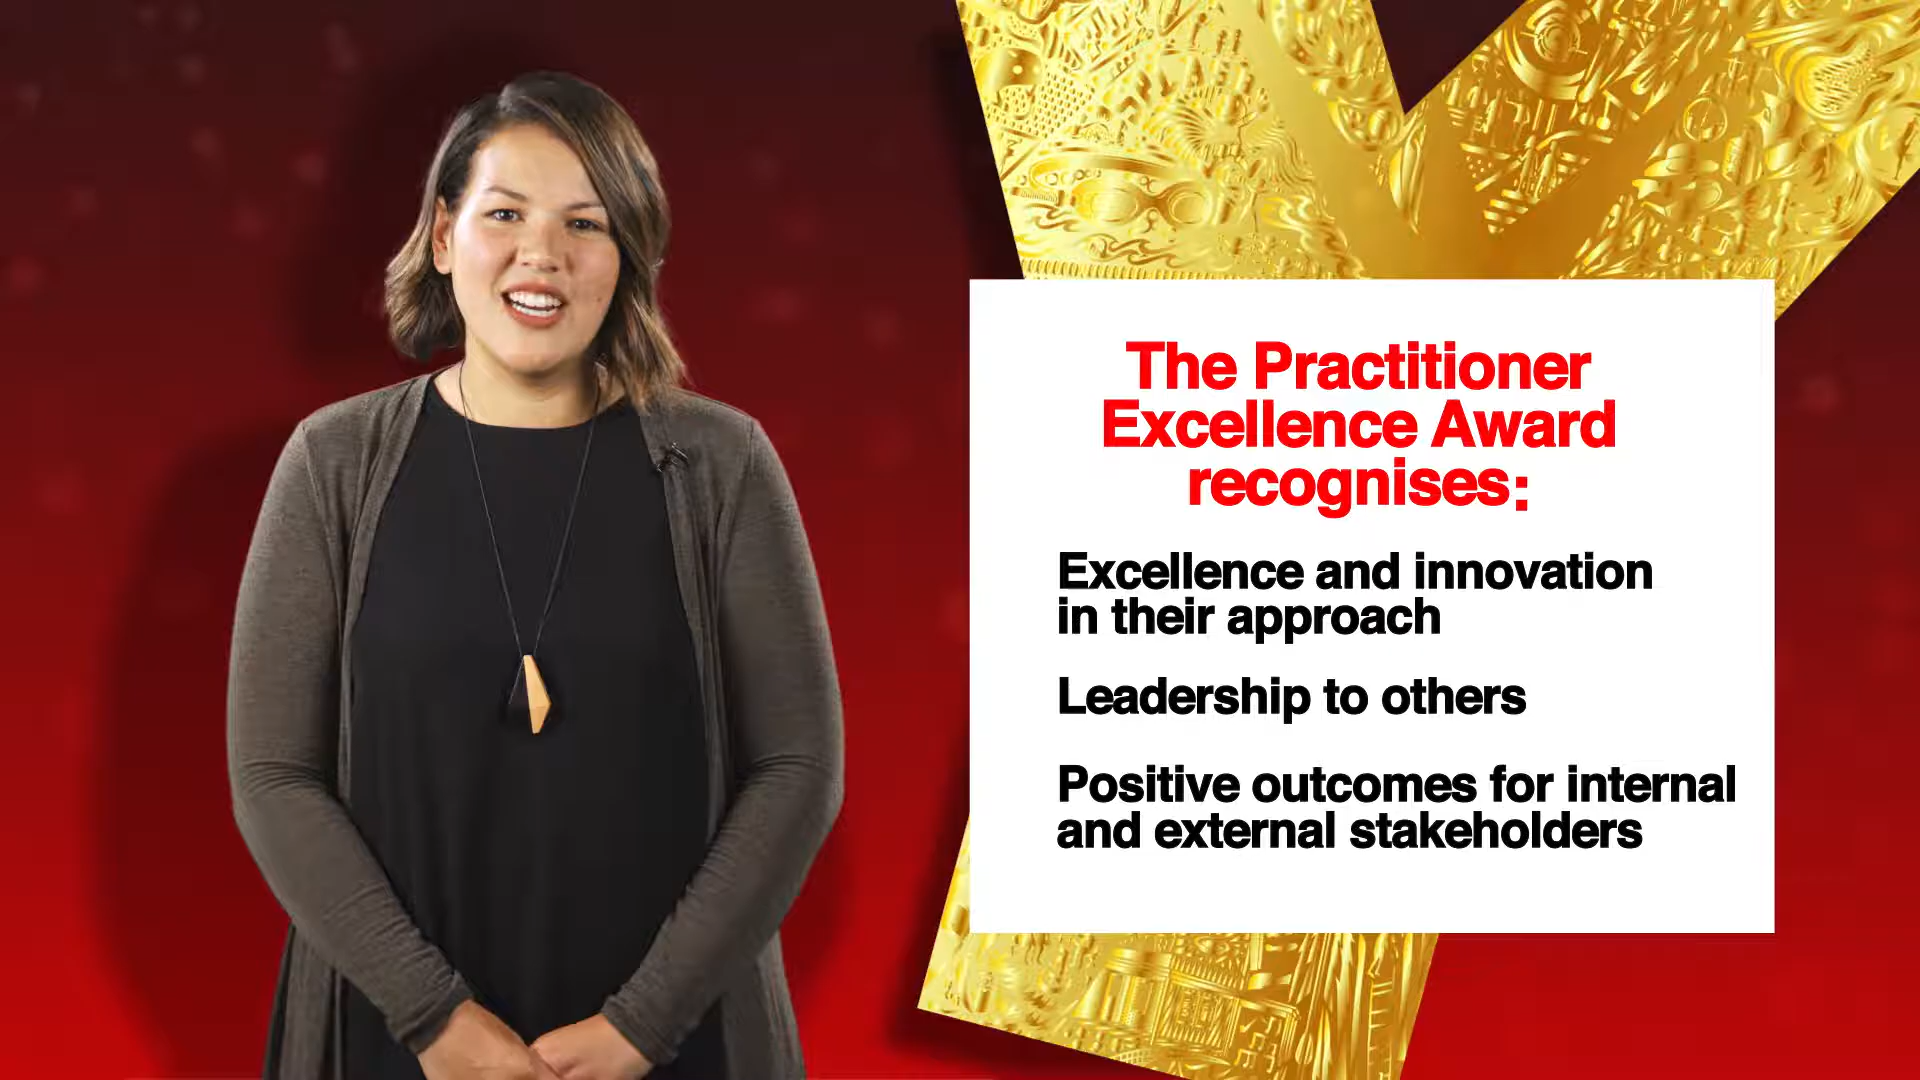 The Practitioner
Excellence Award
recognises:
Excellence and innovation
in their approach
Leadership to others
Positive outcomes for internal
and external stakeholders